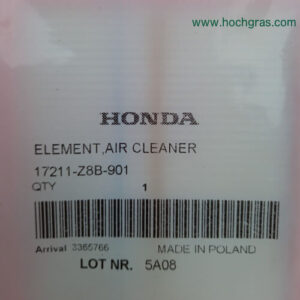 www.hochgras.com
HONDA
ELEMENT,AIR CLEANER
17211-Z8B-901
QTY 1
Arrival 3365766 MADE IN POLAND
LOT NR. 5A08